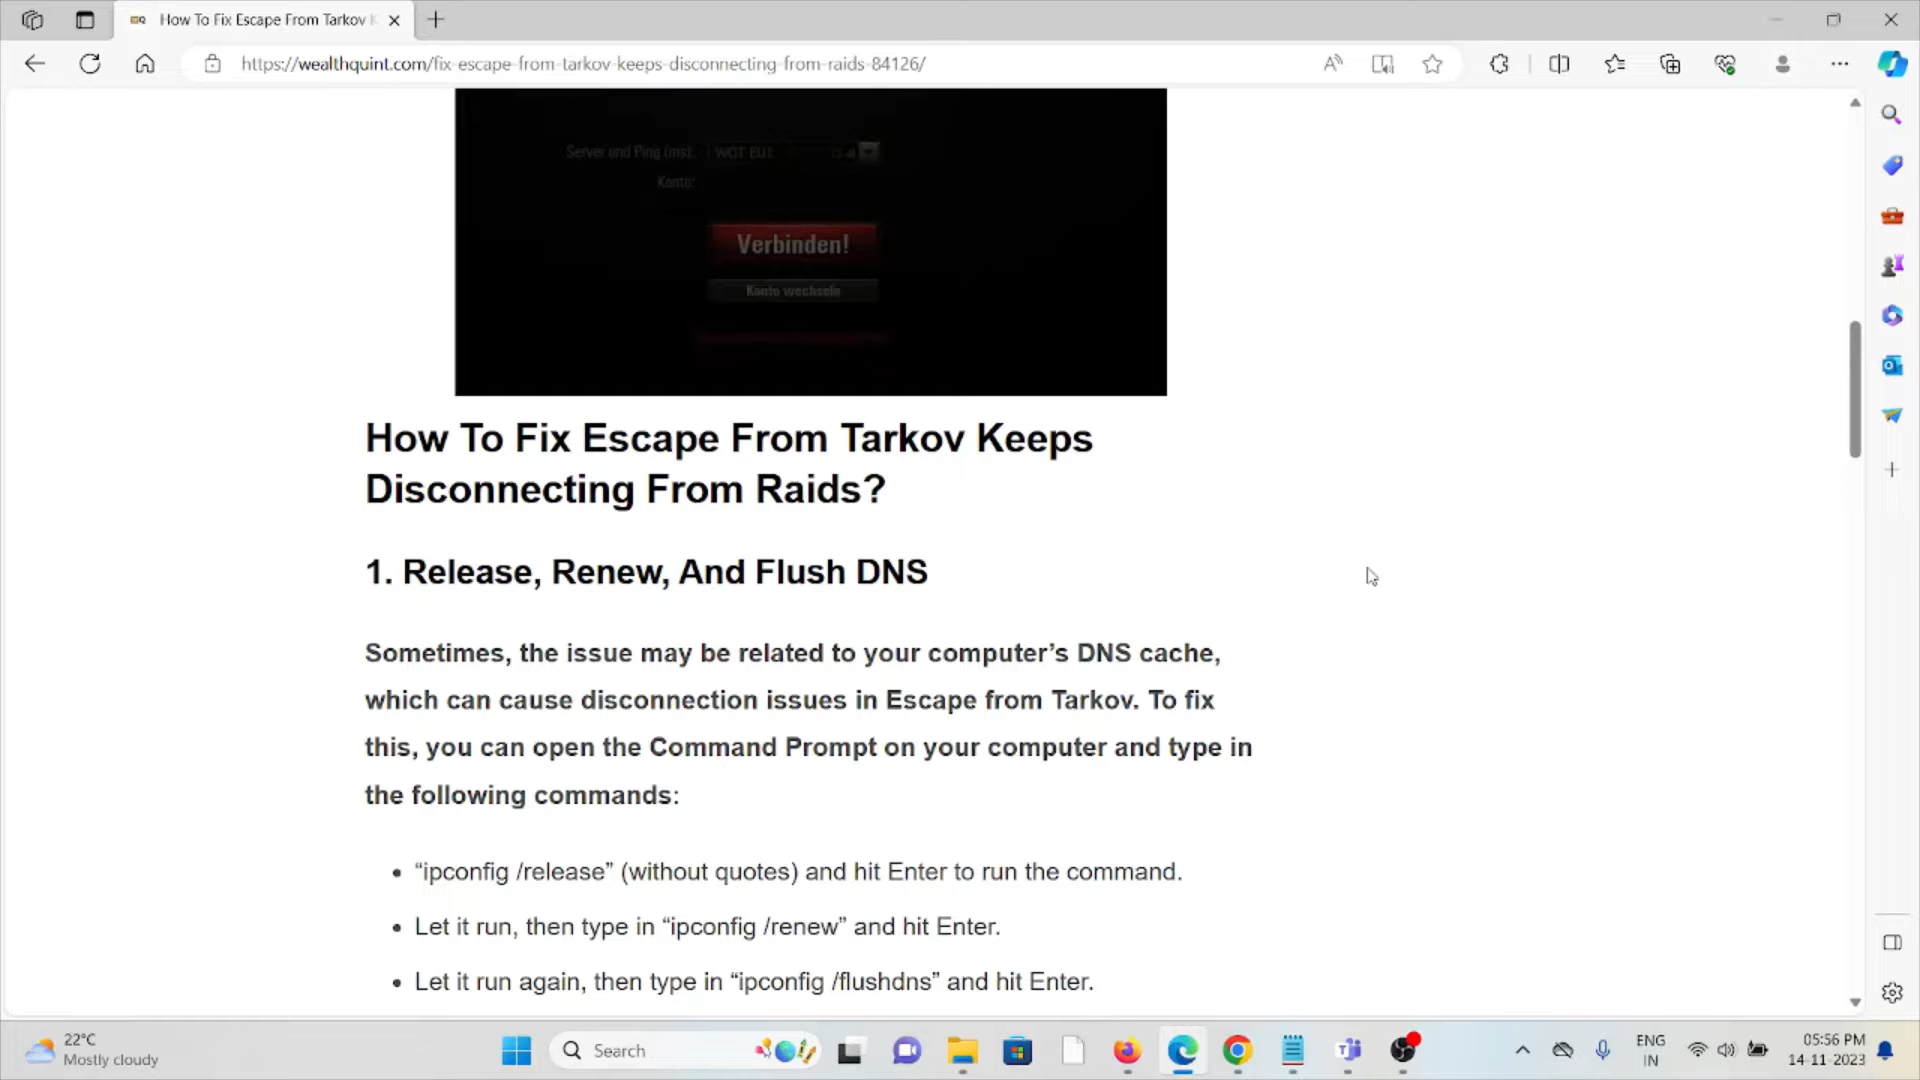 How To Fix Escape From Tarkov K
https://wealthquint.com/fix-escape-from-tarkov-keeps-disconnecting-from-raids-84126/
Server und Ping (ms):
WOT EU2
Konto:
Verbinden!
Konto wechseln
How To Fix Escape From Tarkov Keeps
Disconnecting From Raids?
1. Release, Renew, And Flush DNS
Sometimes, the issue may be related to your computer’s DNS cache,
which can cause disconnection issues in Escape from Tarkov. To fix
this, you can open the Command Prompt on your computer and type in
the following commands:
• “ipconfig /release” (without quotes) and hit Enter to run the command.
• Let it run, then type in “ipconfig /renew” and hit Enter.
• Let it run again, then type in “ipconfig /flushdns” and hit Enter.
22°C
Mostly cloudy
Search
ENG
IN
05:56 PM
14-11-2023